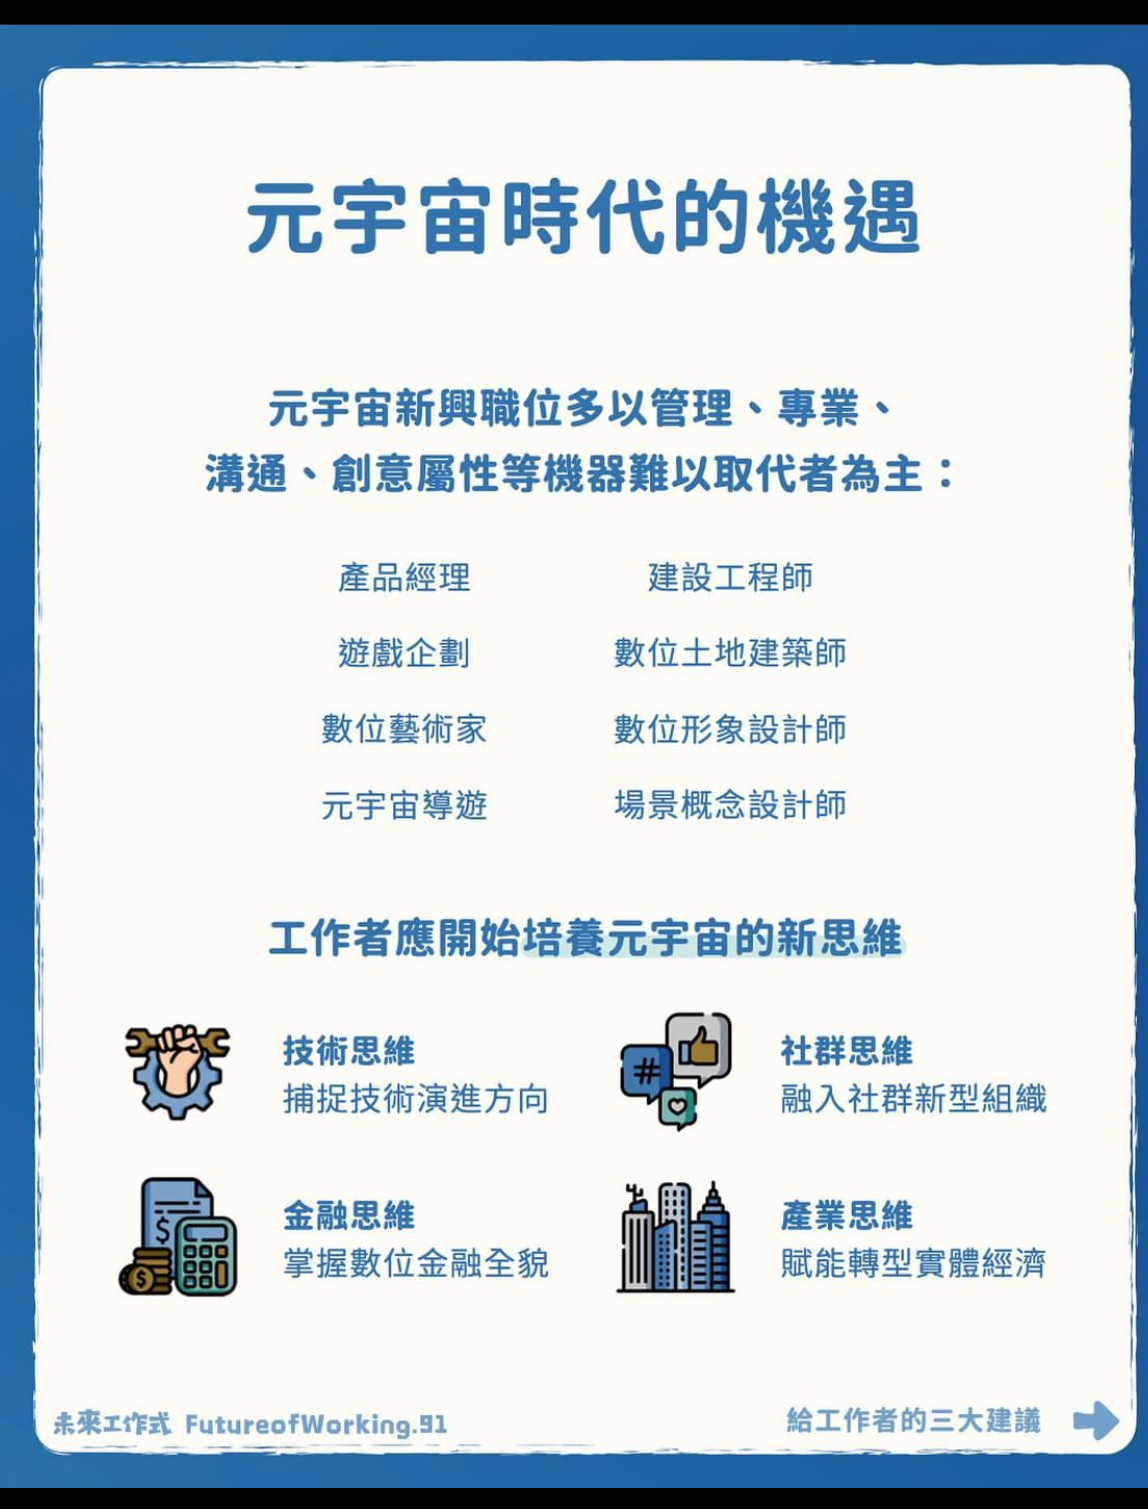 元宇宙時代的機遇
元宇宙新興職位多以管理、專業、
溝通、創意屬性等機器難以取代者為主：
產品經理
建設工程師
遊戲企劃
數位土地建築師
數位藝術家
數位形象設計師
元宇宙導遊
場景概念設計師
工作者應開始培養元宇宙的新思維
技術思維
捕捉技術演進方向
#
社群思維
融入社群新型組織
$
$
金融思維
掌握數位金融全貌
產業思維
賦能轉型實體經濟
未來工作式 FutureofWorking.91
給工作者的三大建議